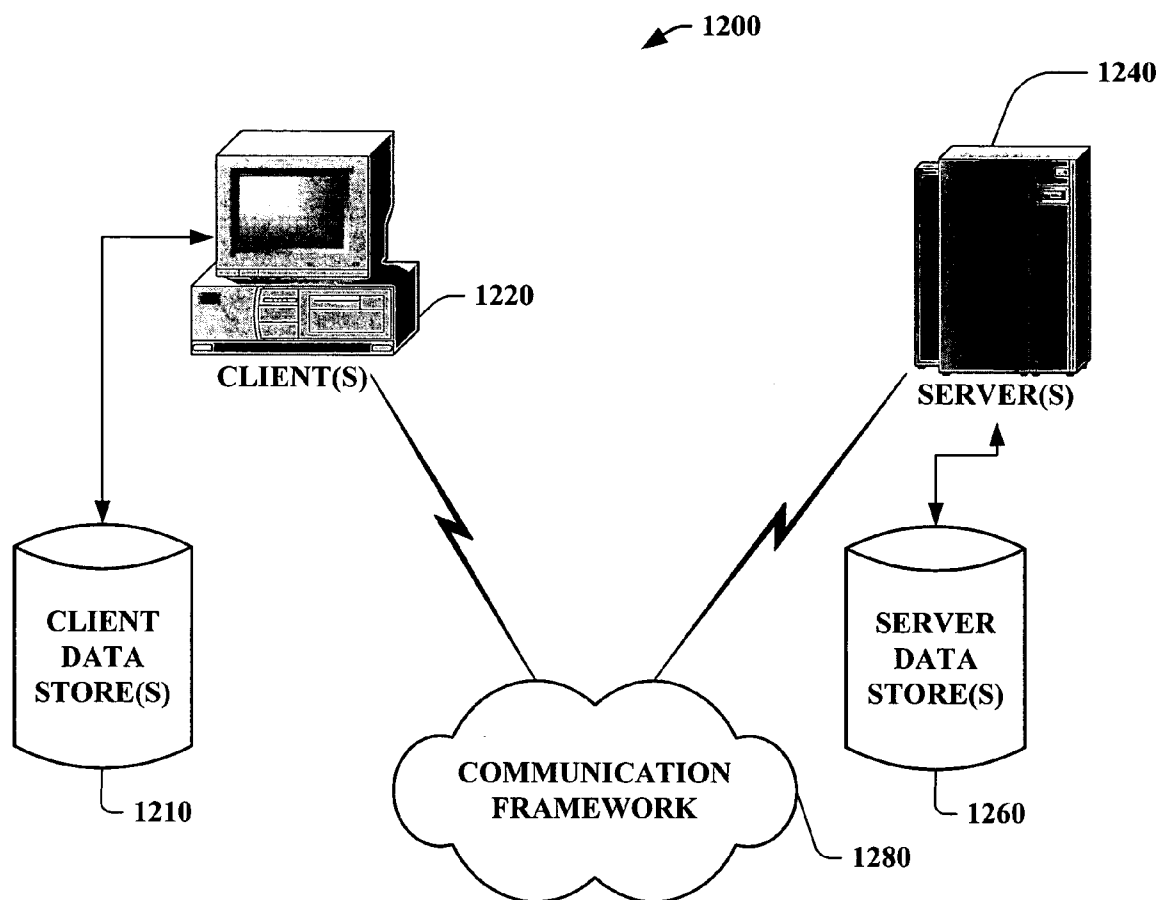 1200
1240
1220
CLIENT(S)
SERVER(S)
CLIENT
DATA
STORE(S)
SERVER
DATA
STORE(S)
COMMUNICATION
FRAMEWORK
1210
1260
1280